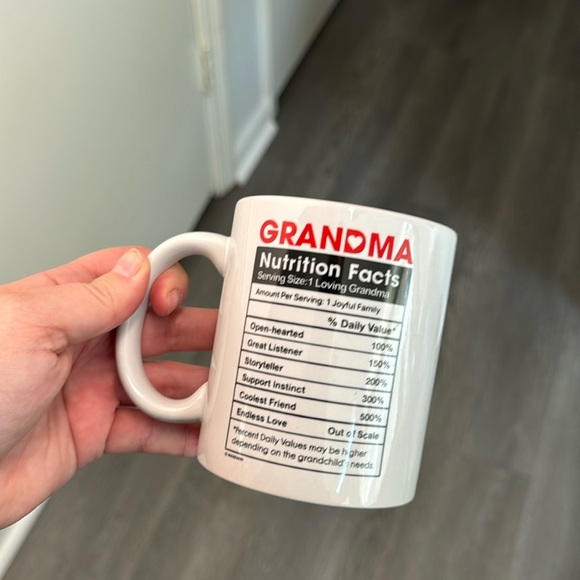 GRANDMA
Nutrition Facts
Serving Size:1 Loving Grandma
Amount Per Serving: 1 Joyful Family
% Daily Value*
Open-hearted 100%
Great Listener 150%
Storyteller 200%
Support Instinct 300%
Coolest Friend 500%
Endless Love Out of Scale
*Percent Daily Values may be higher
depending on the grandchild's needs.